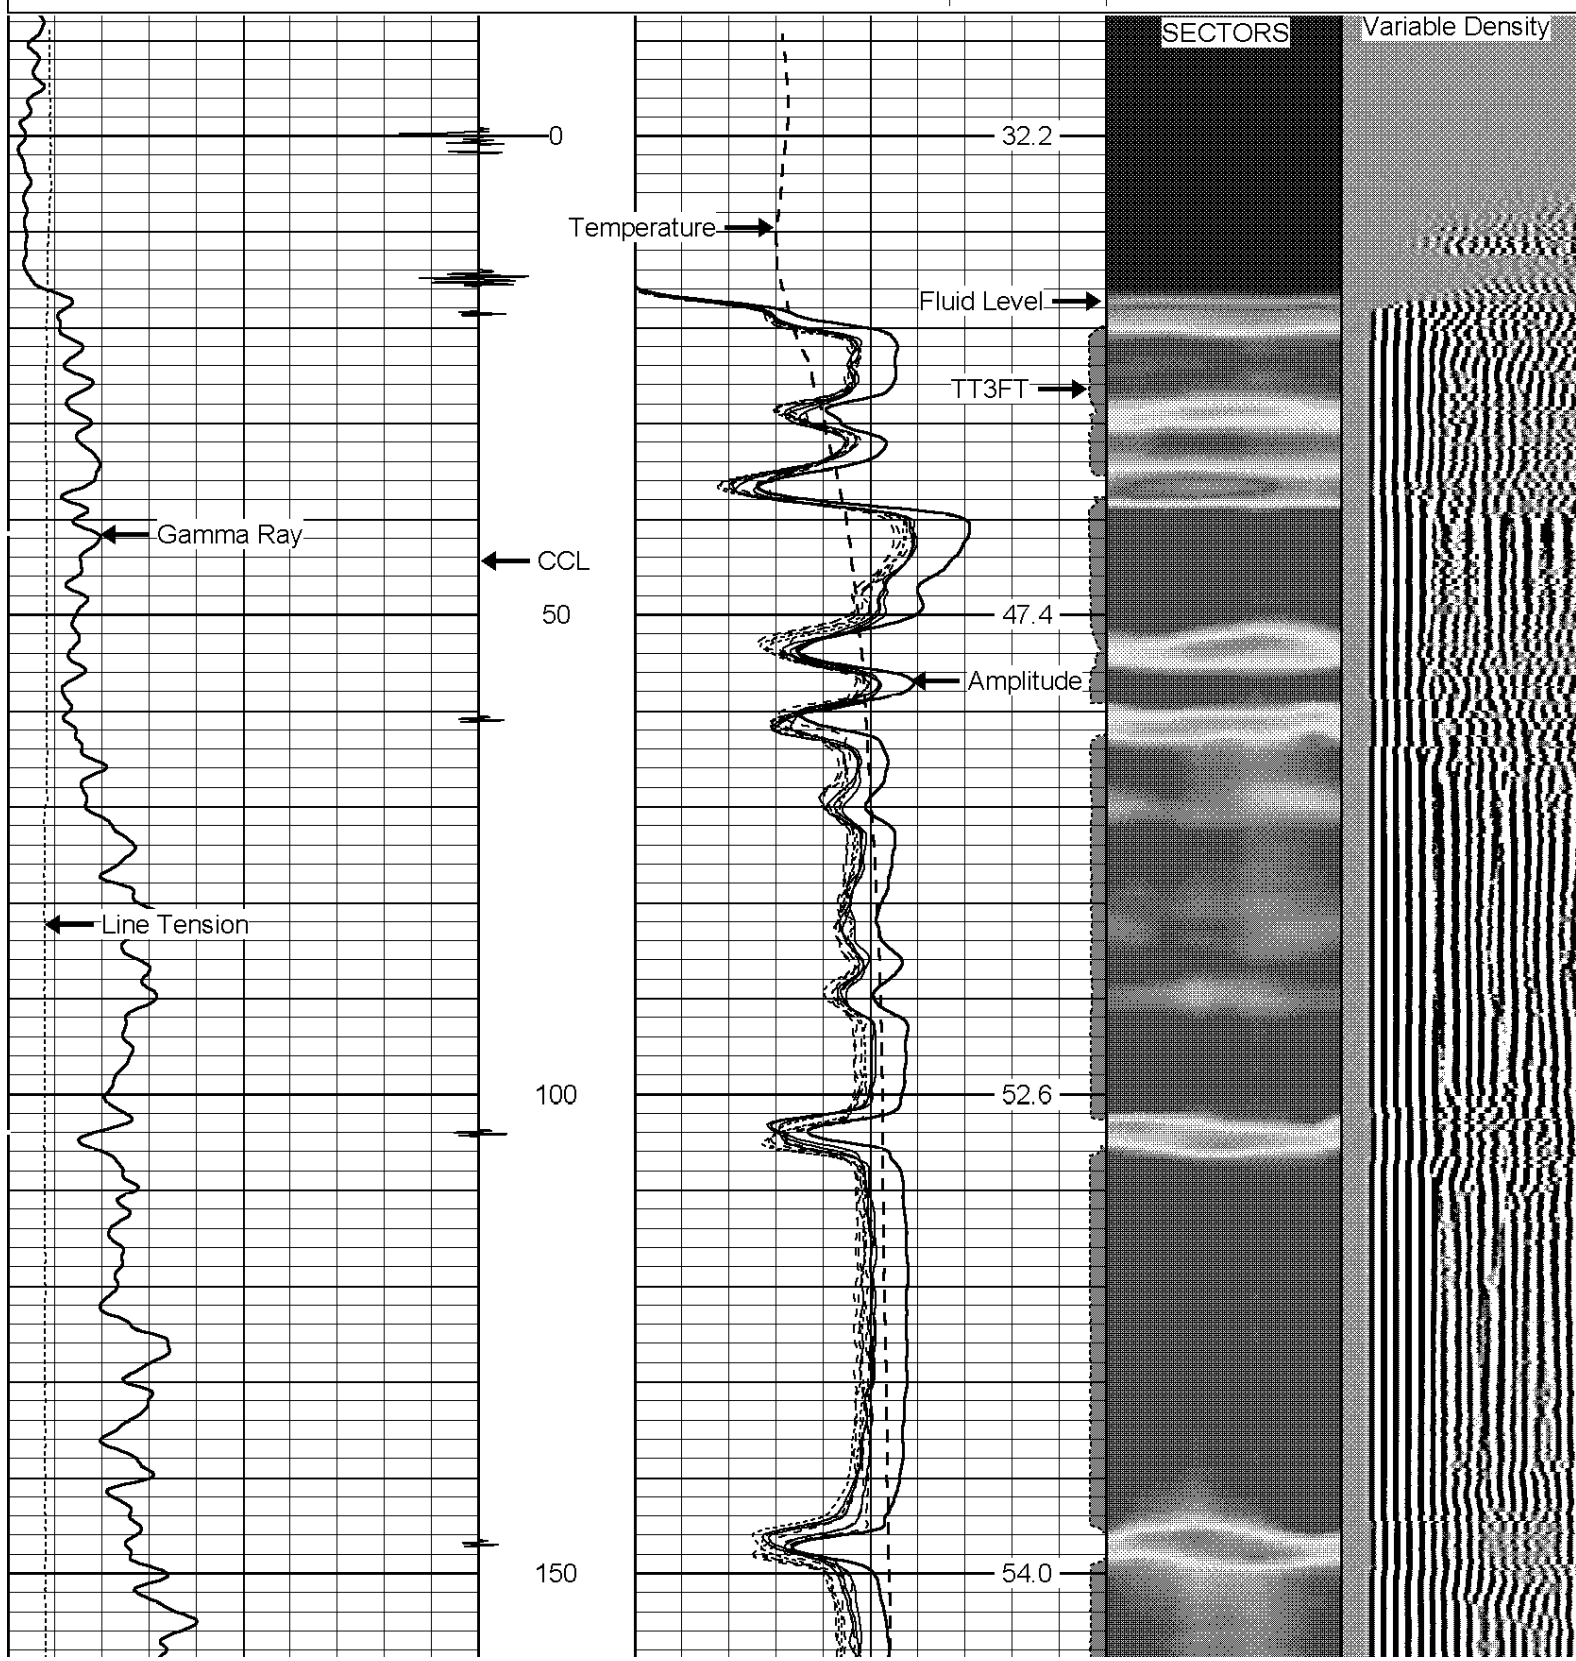 SECTORS
Variable Density
0
32.2
Temperature
Fluid Level
TT3FT
Gamma Ray
CCL
50
47.4
Amplitude
Line Tension
100
52.6
150
54.0